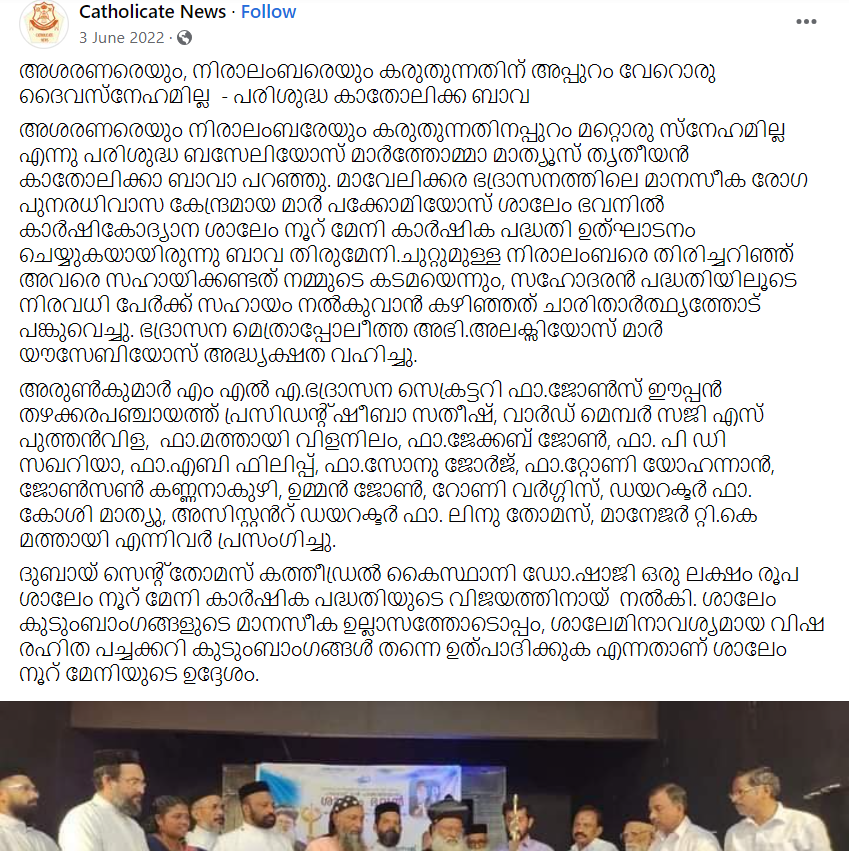 Catholicate News · Follow
3 June 2022 ·
അശരണരെയും, നിരാലംബരെയും കരുതുന്നതിന് അപ്പുറം വേറൊരു
ദൈവസ്നേഹമില്ല - പരിശുദ്ധ കാതോലിക്ക ബാവ
അശരണരെയും നിരാലംബരേയും കരുതുന്നതിനപ്പുറം മറ്റൊരു സ്നേഹമില്ല
എന്നു പരിശുദ്ധ ബസേലിയോസ് മാർത്തോമ്മാ മാത്യൂസ് തൃതീയൻ
കാതോലിക്കാ ബാവാ പറഞ്ഞു. മാവേലിക്കര ഭദ്രാസനത്തിലെ മാനസീക രോഗ
പുനരധിവാസ കേന്ദ്രമായ മാർ പക്കോമിയോസ് ശാലേം ഭവനിൽ
കാർഷികോദ്യാന ശാലേം നൂറ് മേനി കാർഷിക പദ്ധതി ഉത്ഘാടനം
ചെയ്യുകയായിരുന്നു ബാവ തിരുമേനി.ചുറ്റുമുള്ള നിരാലംബരെ തിരിച്ചറിഞ്ഞ്
അവരെ സഹായിക്കണ്ടത് നമ്മുടെ കടമയെന്നും, സഹോദരൻ പദ്ധതിയിലൂടെ
നിരവധി പേർക്ക് സഹായം നൽകുവാൻ കഴിഞ്ഞത് ചാരിതാർത്ഥ്യത്തോട്
പങ്കുവെച്ചു. ഭദ്രാസന മെത്രാപ്പോലീത്ത അഭി.അലക്സിയോസ് മാർ
യൗസേബിയോസ് അദ്ധ്യക്ഷത വഹിച്ചു.
അരുൺകുമാർ എം എൽ എ.ഭദ്രാസന സെക്രട്ടറി ഫാ.ജോൺസ് ഈപ്പൻ
തഴക്കരപഞ്ചായത്ത് പ്രസിഡന്റ് ഷീബാ സതീഷ്, വാർഡ് മെമ്പർ സജി എസ്
പുത്തൻവിള, ഫാ.മത്തായി വിളനിലം, ഫാ.ജേക്കബ് ജോൺ, ഫാ. പി ഡി
സഖറിയാ, ഫാ.എബി ഫിലിപ്പ്, ഫാ.സോനു ജോർജ്, ഫാ.റ്റോണി യോഹന്നാൻ,
ജോൺസൺ കണ്ണനാകുഴി, ഉമ്മൻ ജോൺ, റോണി വർഗ്ഗിസ്, ഡയറക്ടർ ഫാ.
കോശി മാത്യു, അസിസ്റ്റൻറ് ഡയറക്ടർ ഫാ. ലിനു തോമസ്, മാനേജർ റ്റി.കെ
മത്തായി എന്നിവർ പ്രസംഗിച്ചു.
ദുബായ് സെന്റ് തോമസ് കത്തീഡ്രൽ കൈസ്ഥാനി ഡോ.ഷാജി ഒരു ലക്ഷം രൂപ
ശാലേം നൂറ് മേനി കാർഷിക പദ്ധതിയുടെ വിജയത്തിനായ് നൽകി. ശാലേം
കുടുംബാംഗങ്ങളുടെ മാനസീക ഉല്ലാസത്തോടൊപ്പം, ശാലേമിനാവശ്യമായ വിഷ
രഹിത പച്ചക്കറി കുടുംബാംഗങ്ങൾ തന്നെ ഉത്പാദിക്കുക എന്നതാണ് ശാലേം
നൂറ് മേനിയുടെ ഉദ്ദേശം.